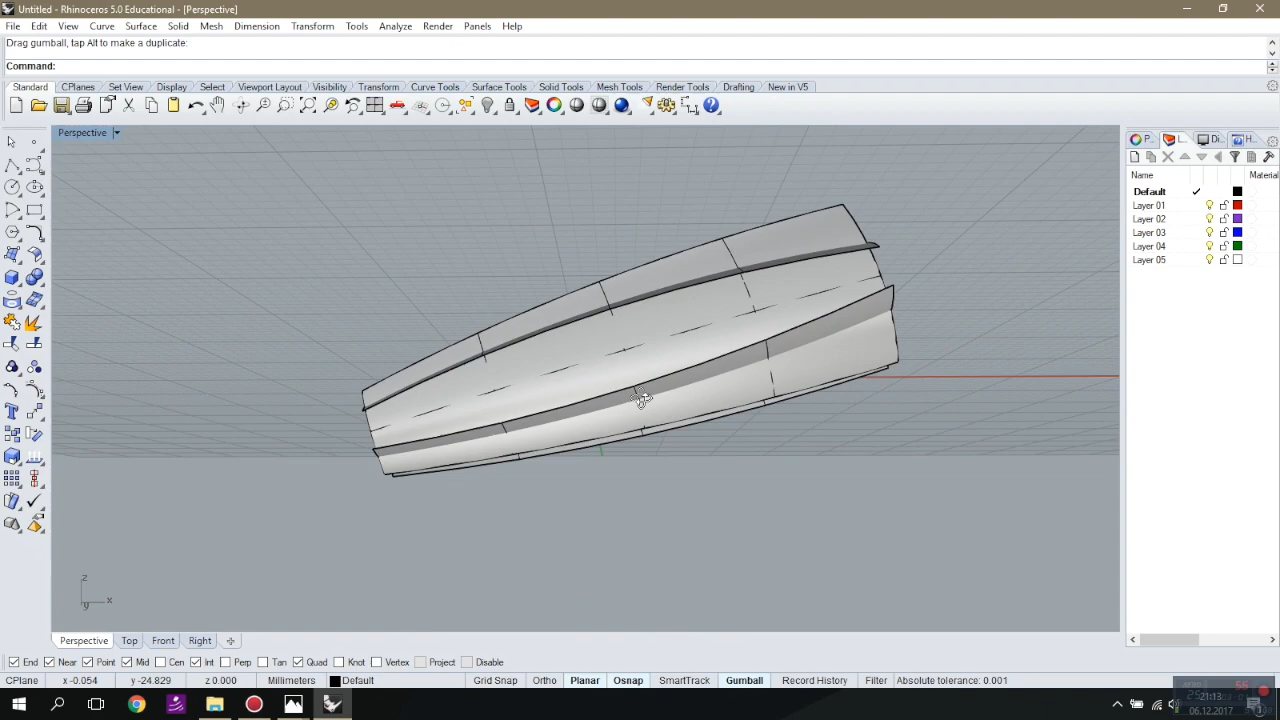 Untitled - Rhinoceros 5.0 Educational - [Perspective]
File Edit View Curve Surface Solid Mesh Dimension Transform Tools Analyze Render Panels Help
Drag gumball, tap Alt to make a duplicate:
Command:
Standard CPlanes Set View Display Select Viewport Layout Visibility Transform Curve Tools Surface Tools Solid Tools Mesh Tools Render Tools Drafting New in V5
Perspective
P... L... Di... H...
Name Material
Default
Layer 01
Layer 02
Layer 03
Layer 04
Layer 05
z
y x
Perspective Top Front Right
End Near Point Mid Cen Int Perp Tan Quad Knot Vertex Project Disable
CPlane x -0.054 y -24.829 z 0.000 Millimeters Default Grid Snap Ortho Planar Osnap SmartTrack Gumball Record History Filter Absolute tolerance: 0.001
21:13
06.12.2017